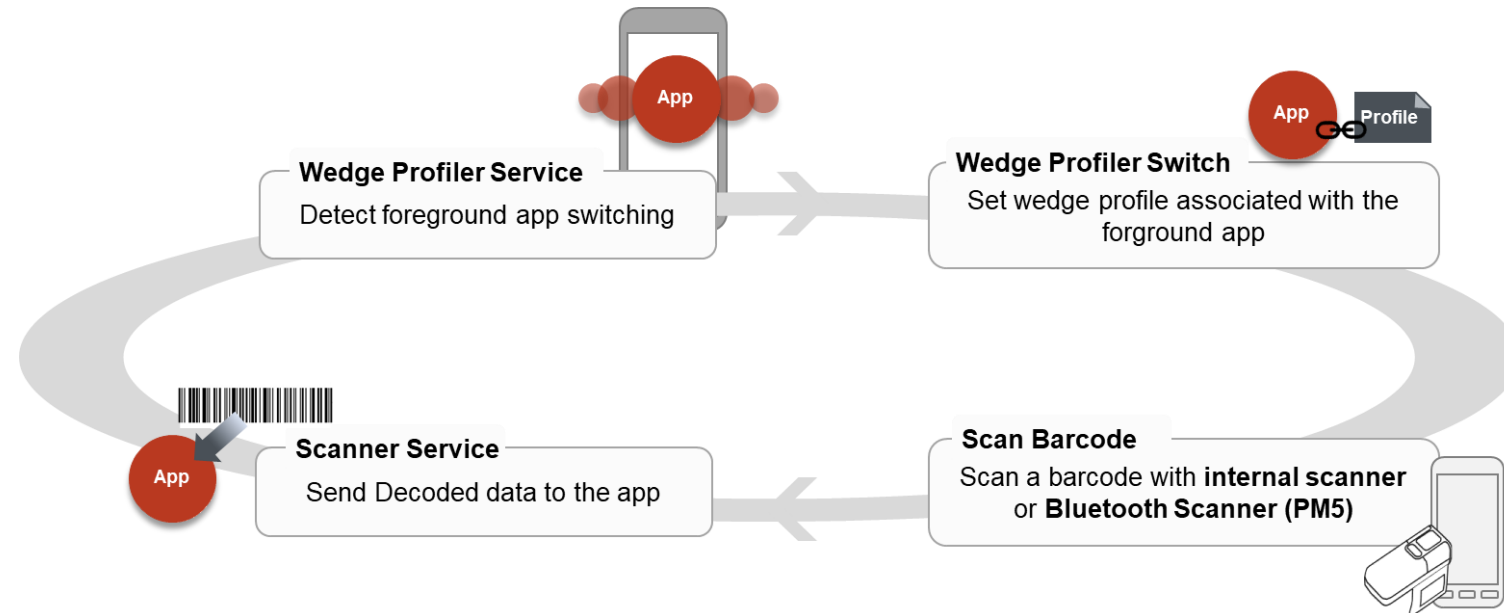 App
Wedge Profiler Service
Detect foreground app switching
App
Profile
Wedge Profiler Switch
Set wedge profile associated with the
forground app
Scan Barcode
Scan a barcode with internal scanner
or Bluetooth Scanner (PM5)
Scanner Service
Send Decoded data to the app
App